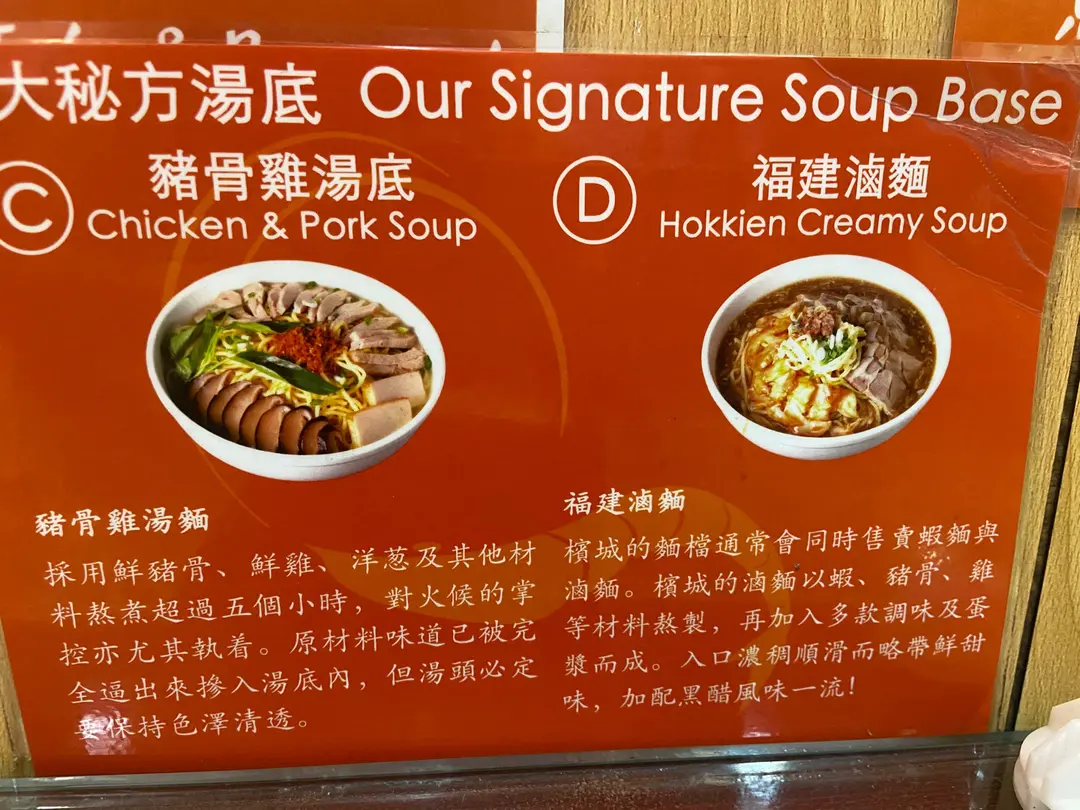 大秘方湯底 Our Signature Soup Base
C
豬骨雞湯底
Chicken & Pork Soup
D
福建滷麵
Hokkien Creamy Soup
豬骨雞湯麵
採用鮮豬骨、鮮雞、洋葱及其他材
料熬煮超過五個小時，對火候的掌
控亦尤其執着。原材料味道已被完
全逼出來摻入湯底內，但湯頭必定
要保持色澤清透。
福建滷麵
檳城的麵檔通常會同時售賣蝦麵與
滷麵。檳城的滷麵以蝦、豬骨、雞
等材料熬製，再加入多款調味及蛋
漿而成。入口濃稠順滑而略帶鮮甜
味，加配黑醋風味一流!